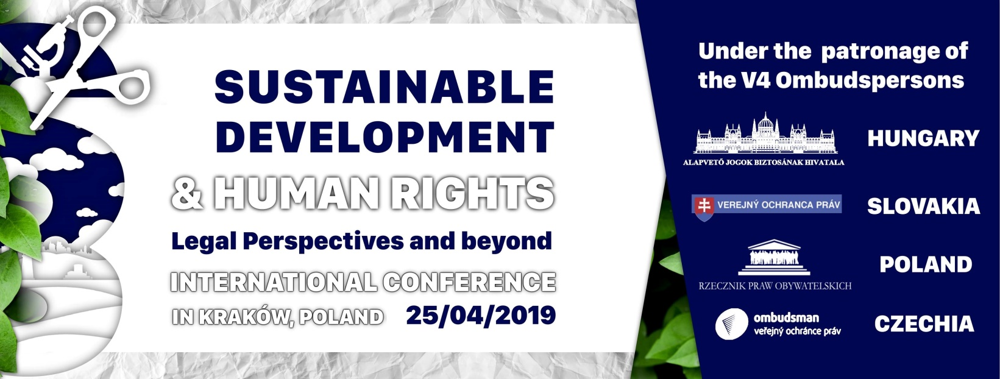 SUSTAINABLE
DEVELOPMENT
& HUMAN RIGHTS
Legal Perspectives and beyond
INTERNATIONAL CONFERENCE
IN KRAKÓW, POLAND 25/04/2019
Under the patronage of
the V4 Ombudspersons
ALAPVETŐ JOGOK BIZTOSÁNAK HIVATALA
HUNGARY
VEREJNÝ OCHRANCA PRÁV
SLOVAKIA
RZECZNIK PRAW OBYWATELSKICH
POLAND
ombudsman
veřejný ochránce práv
CZECHIA